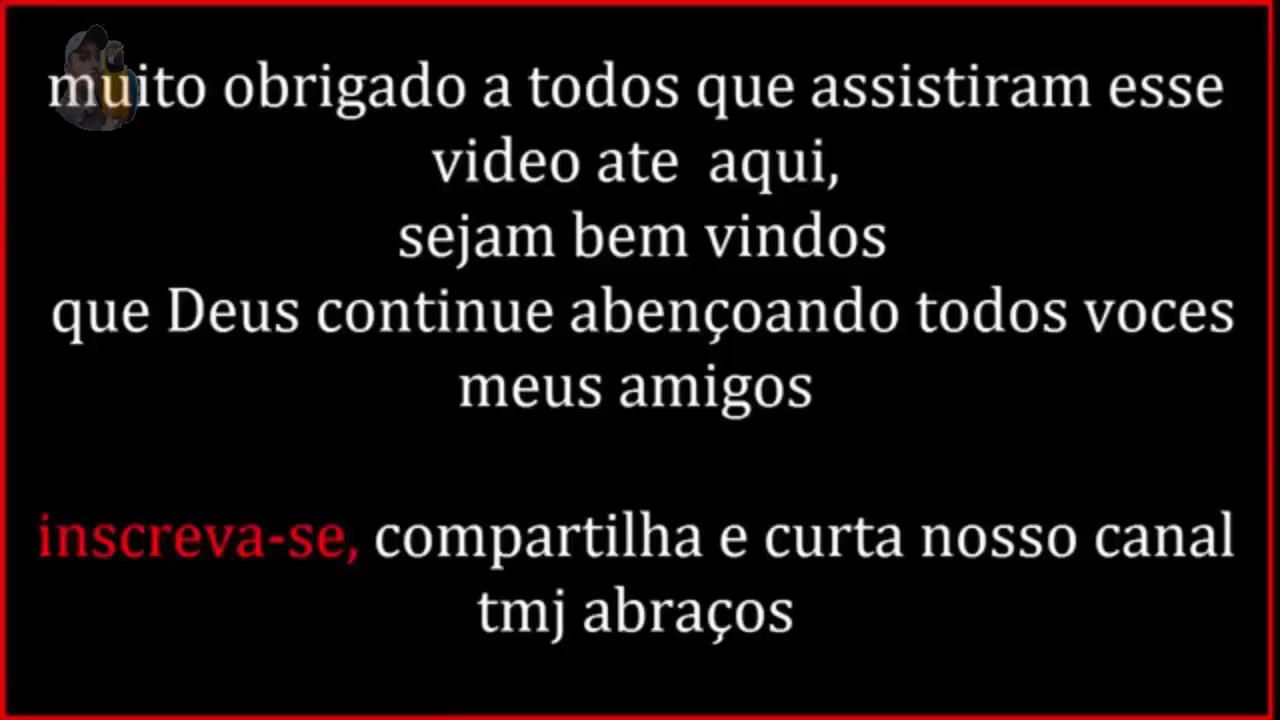 muito obrigado a todos que assistiram esse
video ate aqui,
sejam bem vindos
que Deus continue abençoando todos voces
meus amigos
inscreva-se, compartilha e curta nosso canal
tmj abraços